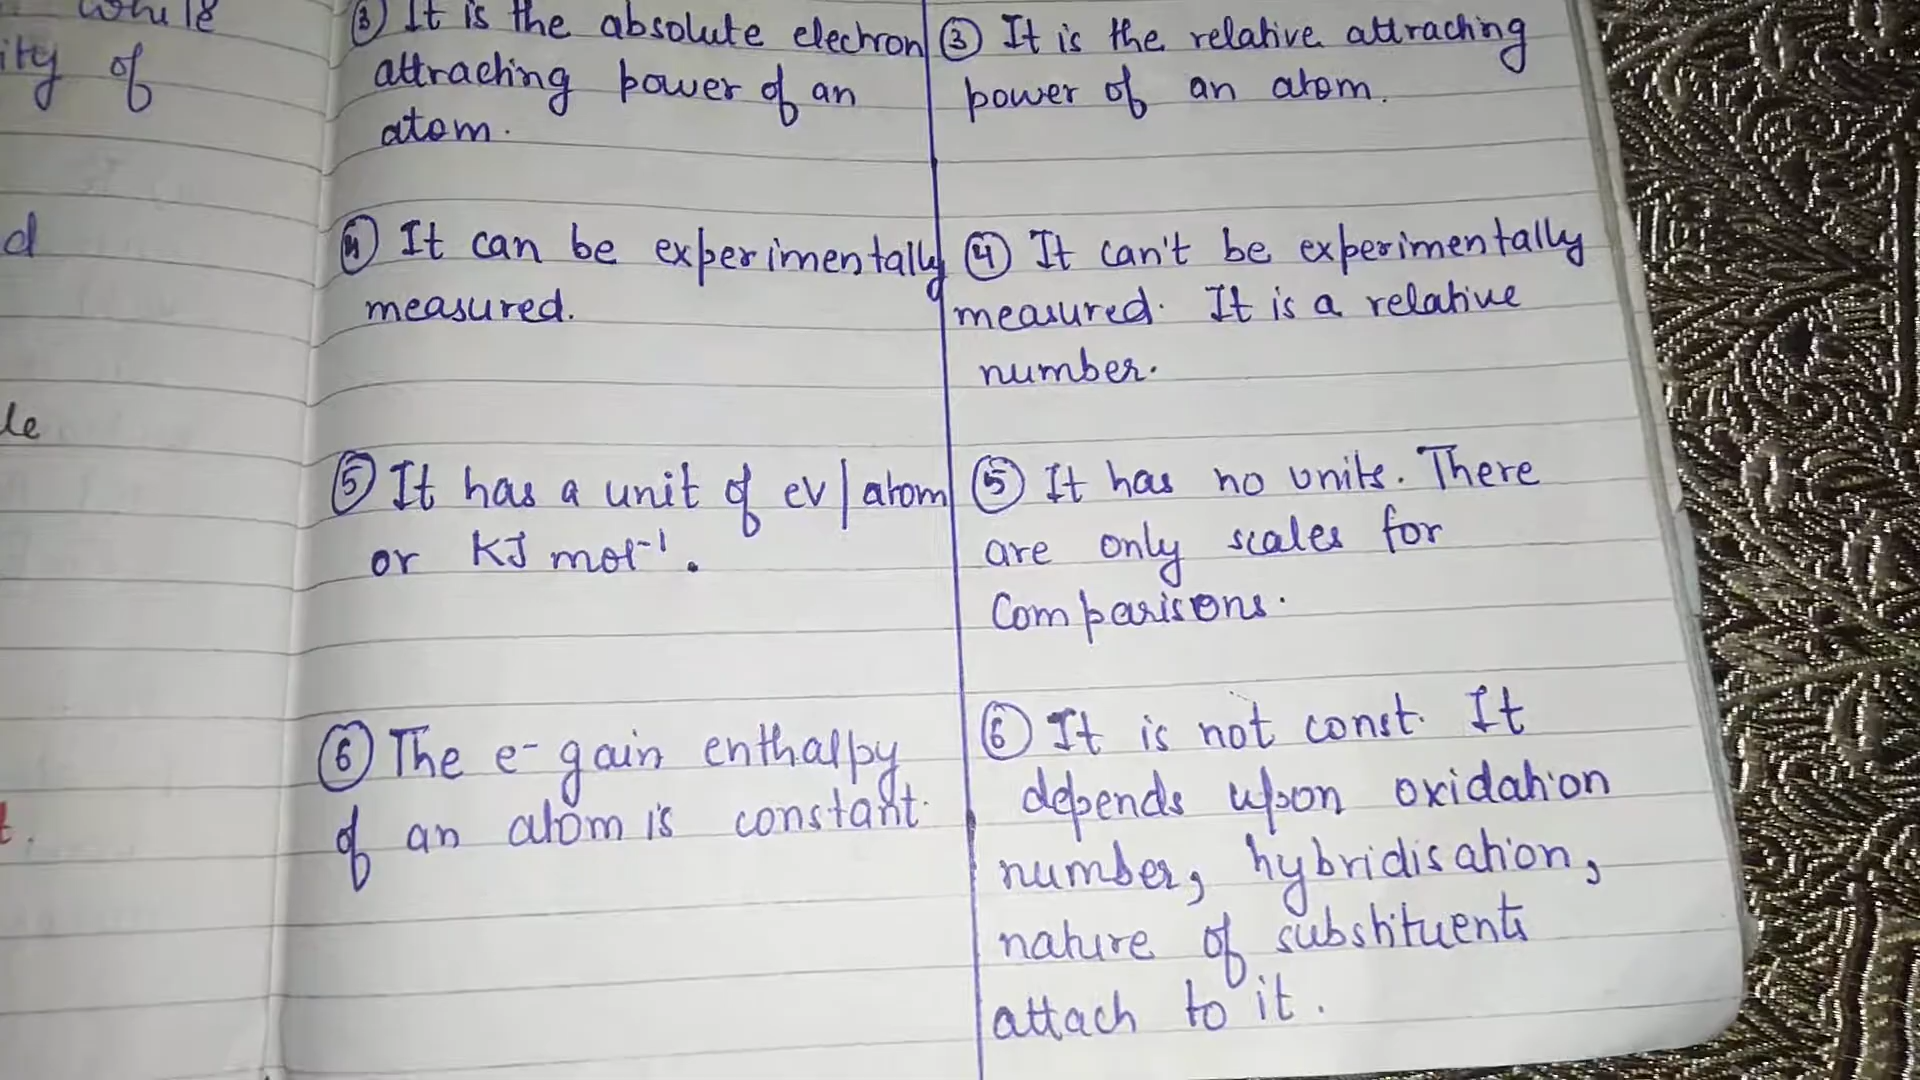 while
ity of
d
le
t.
③ It is the absolute electron
attracting power of an
atom.
④ It can be experimentally
measured.
⑤ It has a unit of ev/atom
or KJ mol⁻¹.
⑥ The e⁻ gain enthalpy
of an atom is constant.
③ It is the relative attracting
power of an atom.
④ It can't be experimentally
measured. It is a relative
number.
⑤ It has no units. There
are only scales for
comparisons.
⑥ It is not const. It
depends upon oxidation
number, hybridisation,
nature of substituents
attach to it.